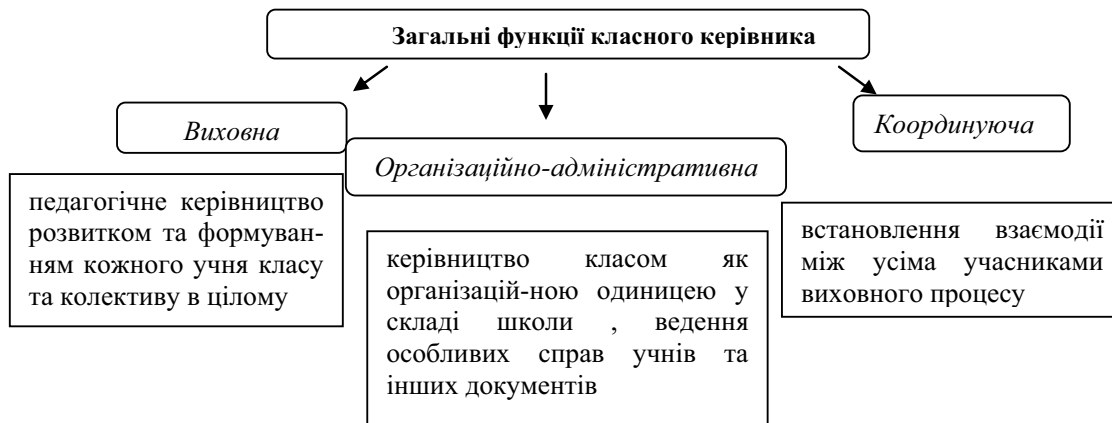 Загальні функції класного керівника
Виховна
Організаційно-адміністративна
Координуюча
педагогічне керівництво
розвитком та формуван-
ням кожного учня класу
та колективу в цілому
керівництво класом як
організацій-ною одиницею у
складі школи , ведення
особливих справ учнів та
інших документів
встановлення взаємодії
між усіма учасниками
виховного процесу